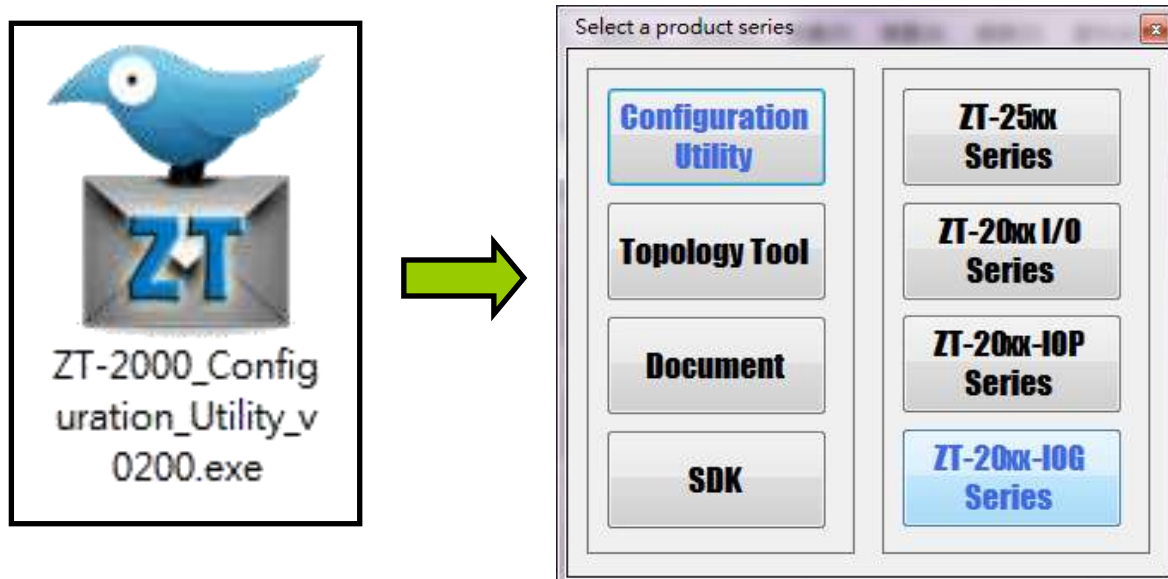 ZT
ZT-2000_Config
uration_Utility_v
0200.exe
Select a product series
Configuration
Utility
Topology Tool
Document
SDK
ZT-25xx
Series
ZT-20xx I/O
Series
ZT-20xx-IOP
Series
ZT-20xx-IOG
Series